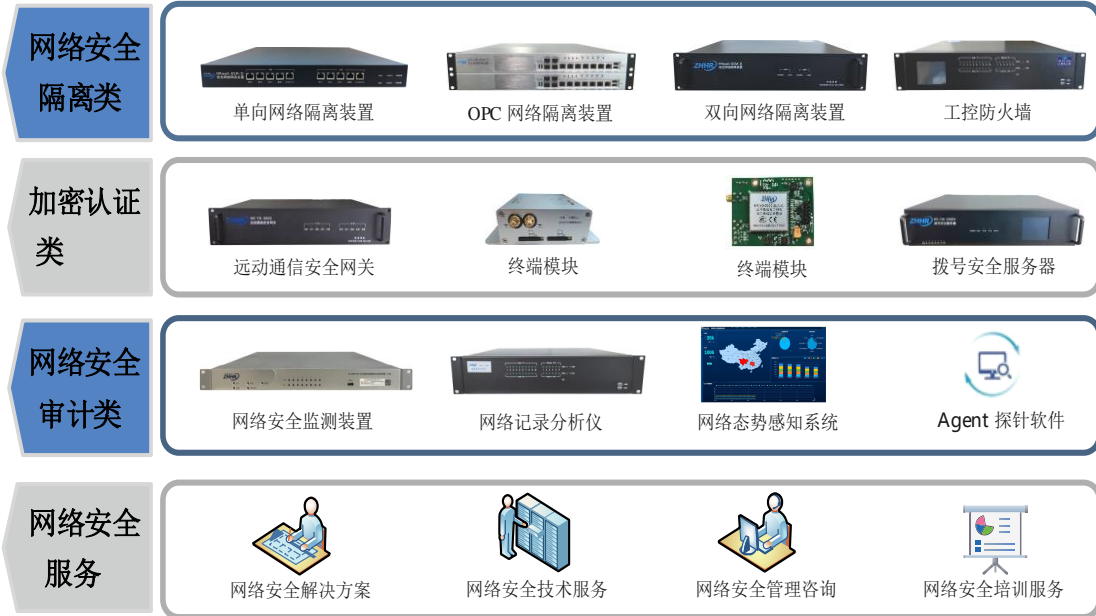 网络安全
隔离类
单向网络隔离装置
OPC 网络隔离装置
ZHHR
双向网络隔离装置
工控防火墙
加密认证
类
远动通信安全网关
终端模块
ZHHR
终端模块
拨号安全服务器
网络安全
审计类
ZHHR
网络安全监测装置
网络记录分析仪
网络态势感知系统
Agent 探针软件
网络安全
服务
网络安全解决方案
网络安全技术服务
网络安全管理咨询
网络安全培训服务